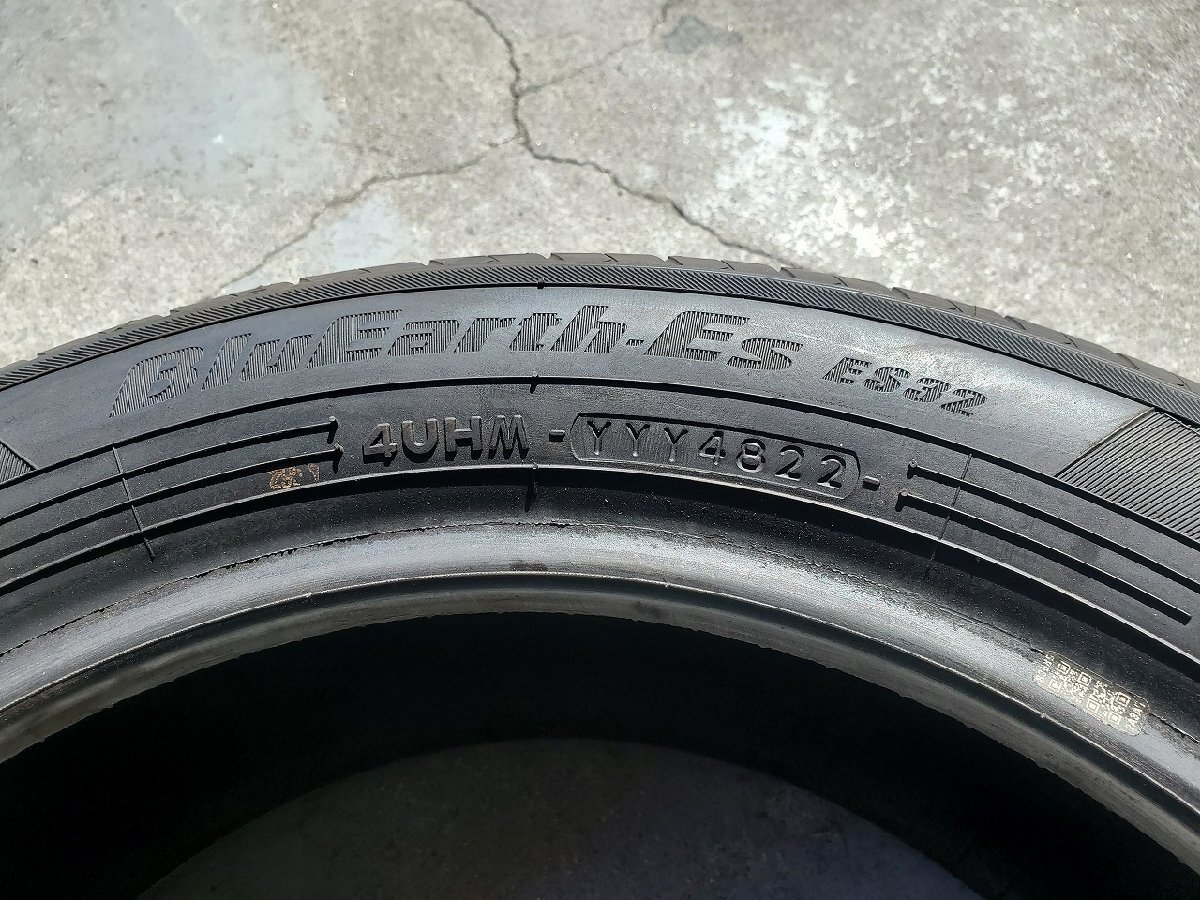 BluEarth-Es ES32
4UHM - YYY4822 -